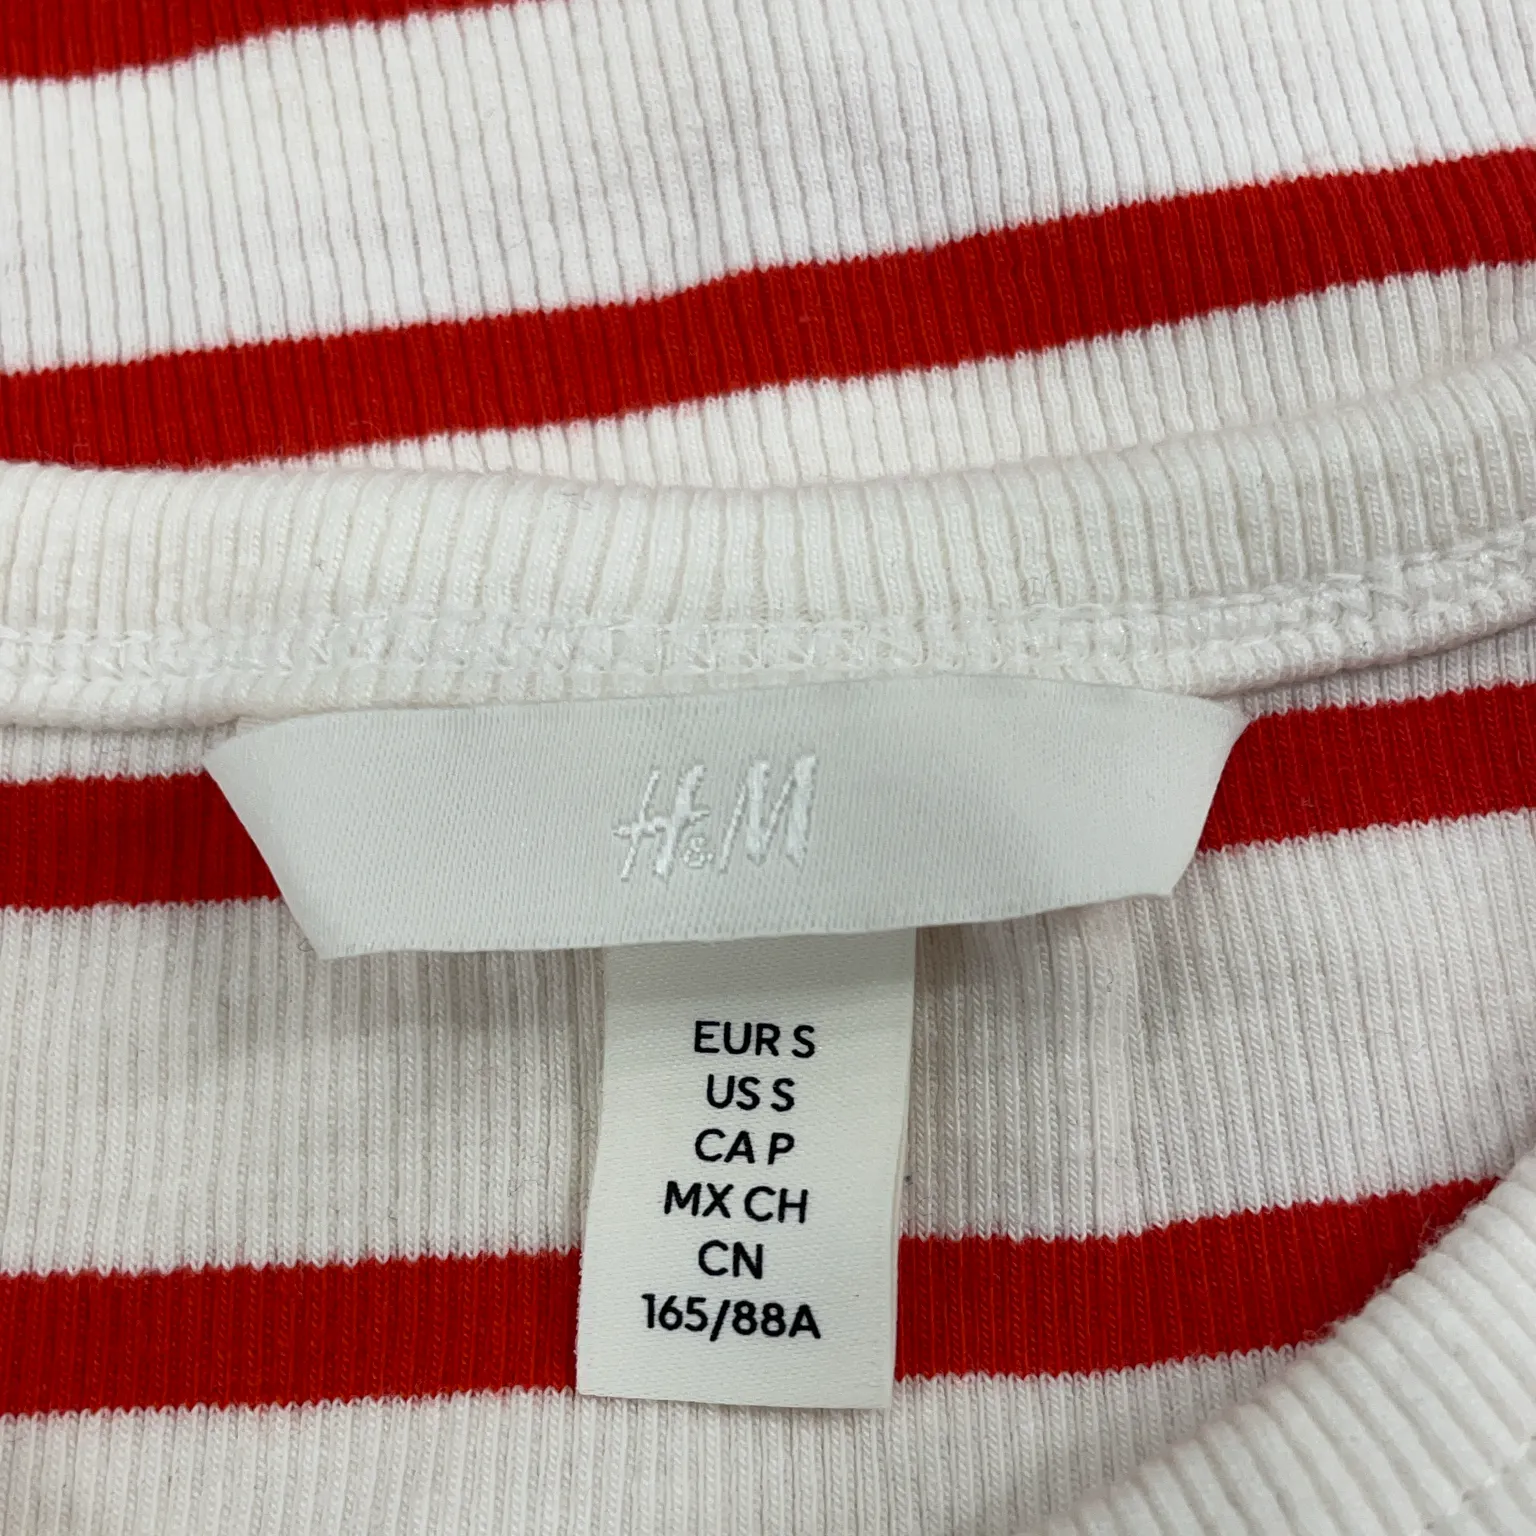 H&M
EUR S
US S
CA P
MX CH
CN
165/88A